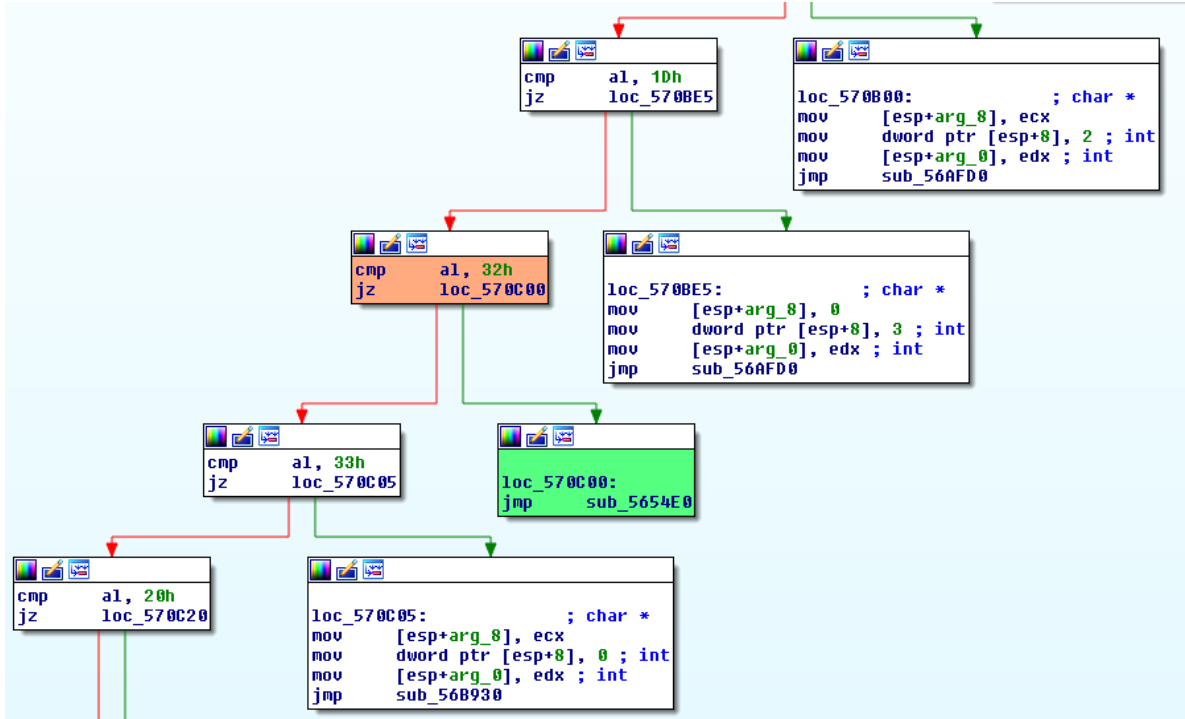 cmp al, 1Dh
jz loc_570BE5
loc_570B00: ; char *
mov [esp+arg_8], ecx
mov dword ptr [esp+8], 2 ; int
mov [esp+arg_0], edx ; int
jmp sub_56AFD0
cmp al, 32h
jz loc_570C00
loc_570BE5: ; char *
mov [esp+arg_8], 0
mov dword ptr [esp+8], 3 ; int
mov [esp+arg_0], edx ; int
jmp sub_56AFD0
cmp al, 33h
jz loc_570C05
loc_570C00:
jmp sub_5654E0
cmp al, 20h
jz loc_570C20
loc_570C05: ; char *
mov [esp+arg_8], ecx
mov dword ptr [esp+8], 0 ; int
mov [esp+arg_0], edx ; int
jmp sub_56B930